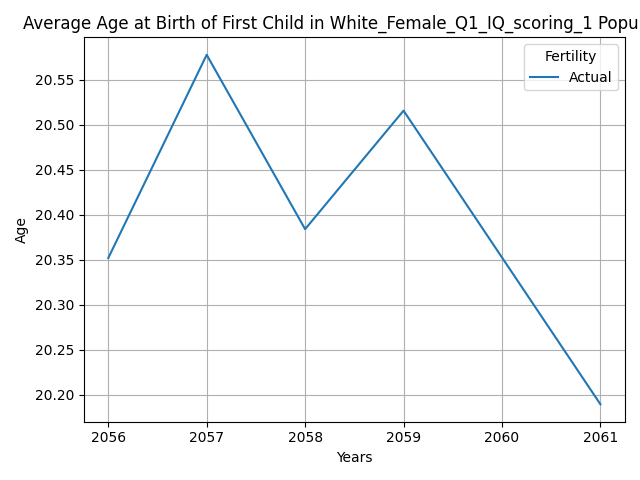 Average Age at Birth of First Child in White_Female_Q1_IQ_scoring_1 Popu
Fertility
Actual
20.55
20.50
20.45
20.40
20.35
20.30
20.25
20.20
Age
2056 2057 2058 2059 2060 2061
Years